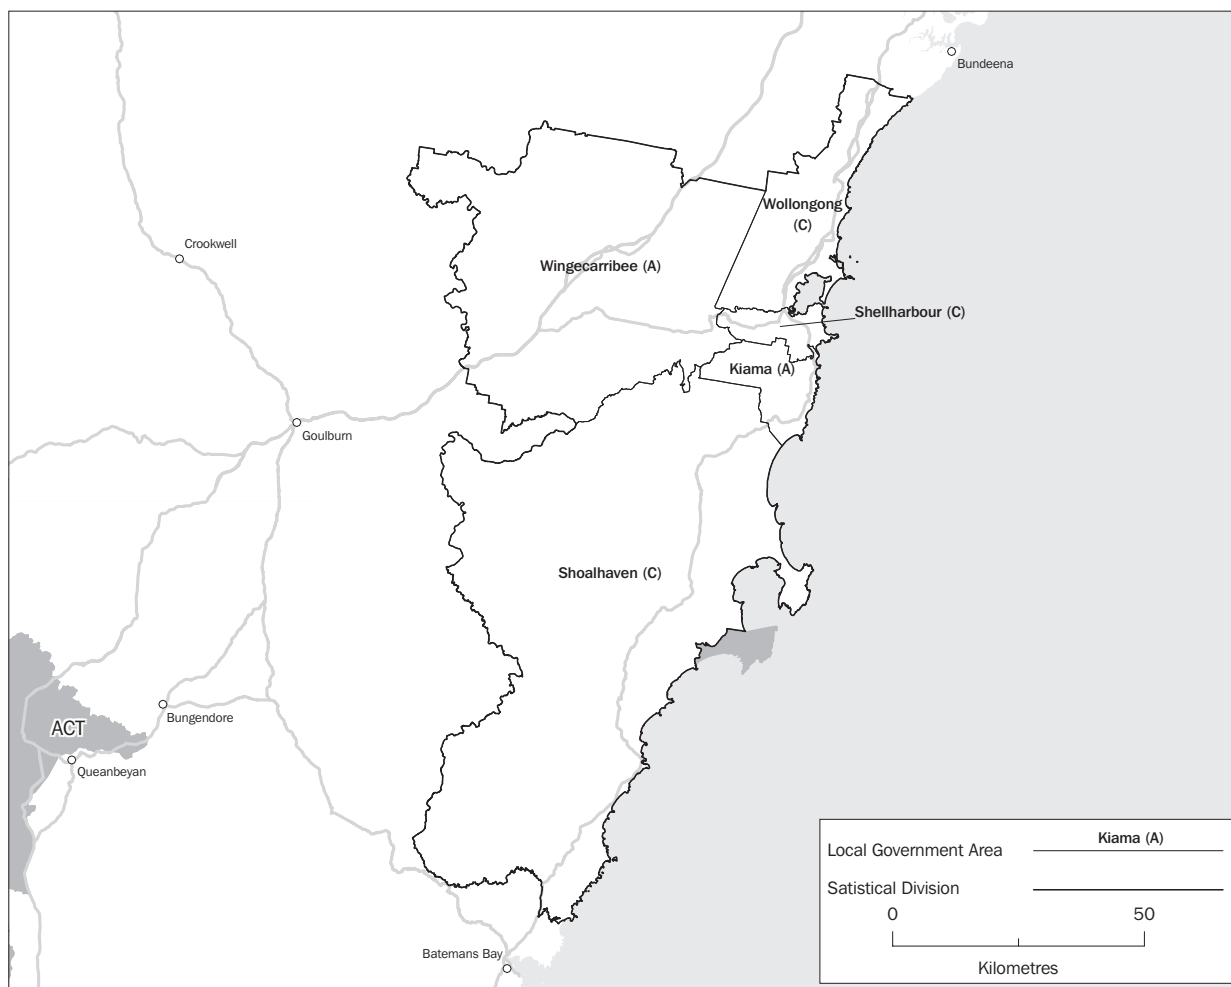 Bundeena
Wollongong
(C)
Crookwell
Wingecarribee (A)
Shellharbour (C)
Kiama (A)
Goulburn
Shoalhaven (C)
Bungendore
ACT
Queanbeyan
Batemans Bay
Kiama (A)
Local Government Area
Satistical Division
0 50
Kilometres